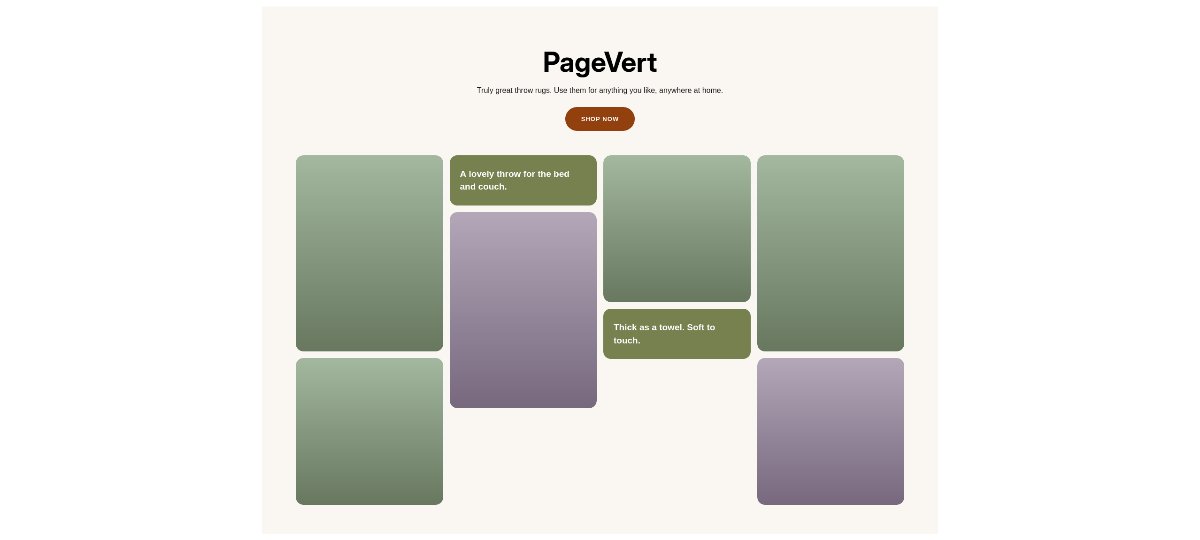 PageVert
Truly great throw rugs. Use them for anything you like, anywhere at home.
SHOP NOW
A lovely throw for the bed
and couch.
Thick as a towel. Soft to
touch.